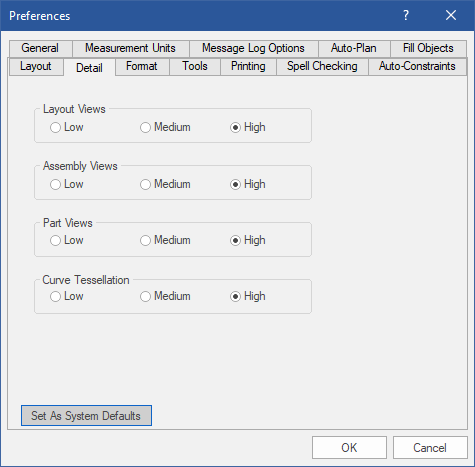 Preferences ?
General Measurement Units Message Log Options Auto-Plan Fill Objects
Layout Detail Format Tools Printing Spell Checking Auto-Constraints
Layout Views
Low Medium High
Assembly Views
Low Medium High
Part Views
Low Medium High
Curve Tessellation
Low Medium High
Set As System Defaults
OK Cancel